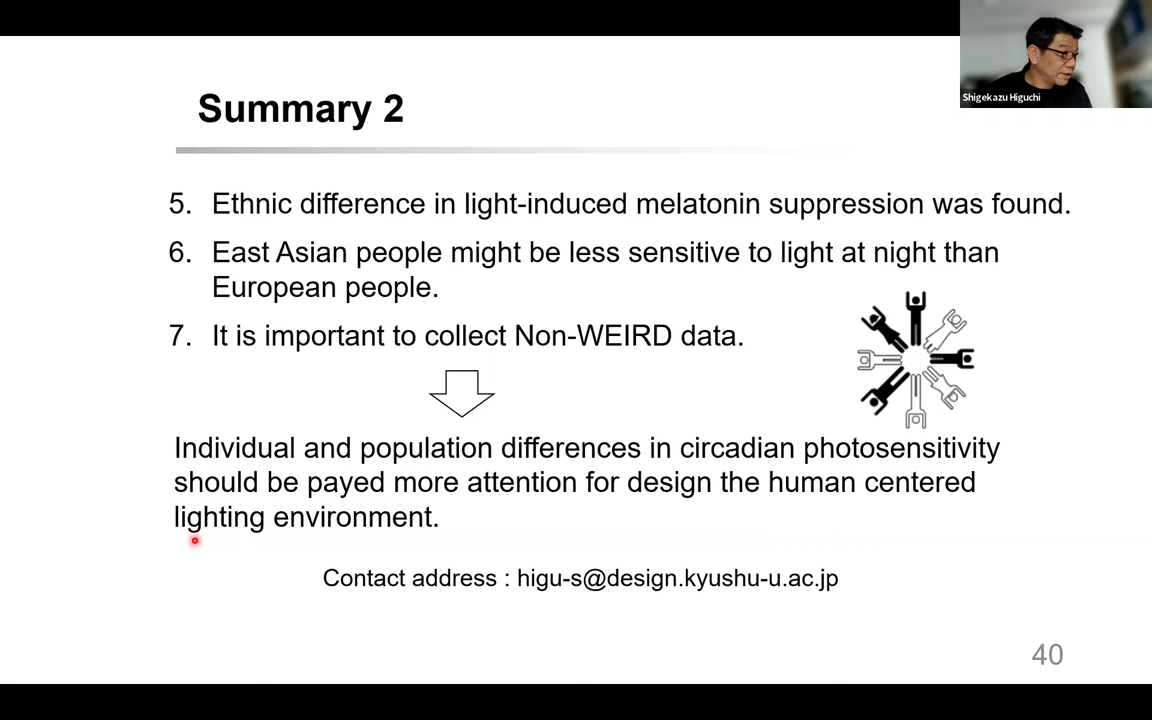 Shigekazu Higuchi
Summary 2
5. Ethnic difference in light-induced melatonin suppression was found.
6. East Asian people might be less sensitive to light at night than
European people.
7. It is important to collect Non-WEIRD data.
Individual and population differences in circadian photosensitivity
should be payed more attention for design the human centered
lighting environment.
Contact address : higu-s@design.kyushu-u.ac.jp
40